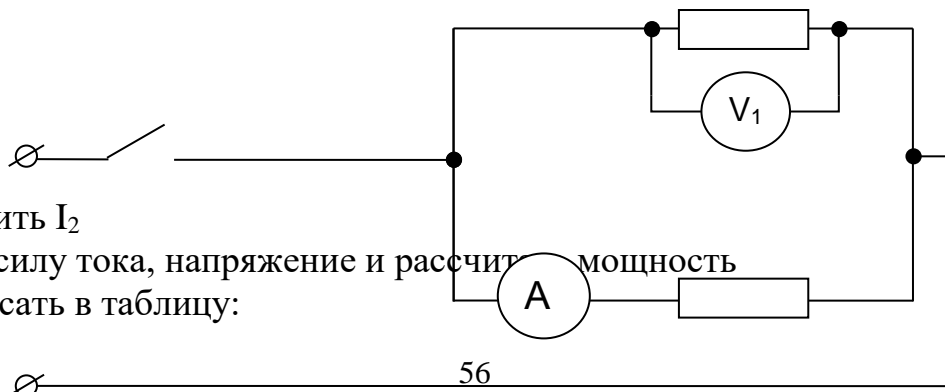 V₁
ить I₂
силу тока, напряжение и рассчит мощность
A
сать в таблицу:
56